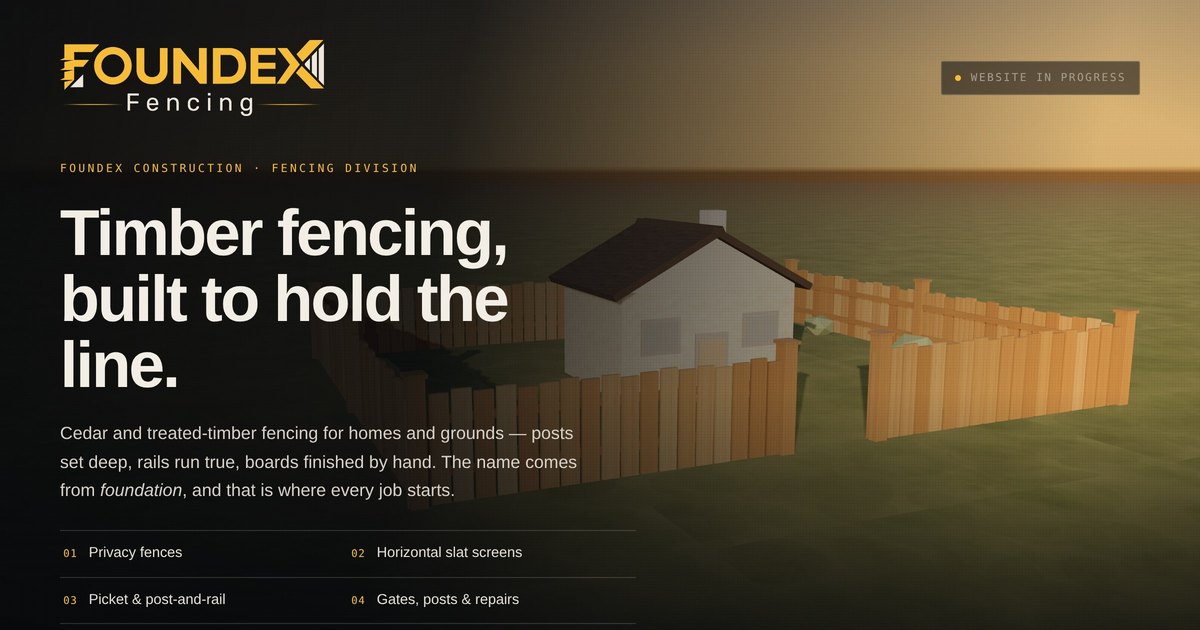 FOUNDEX
Fencing
WEBSITE IN PROGRESS
FOUNDEX CONSTRUCTION · FENCING DIVISION
Timber fencing,
built to hold the
line.
Cedar and treated-timber fencing for homes and grounds — posts
set deep, rails run true, boards finished by hand. The name comes
from foundation, and that is where every job starts.
01 Privacy fences
02 Horizontal slat screens
03 Picket & post-and-rail
04 Gates, posts & repairs